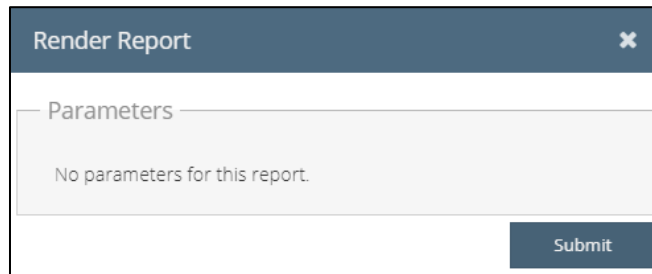 Render Report
Parameters
No parameters for this report.
Submit